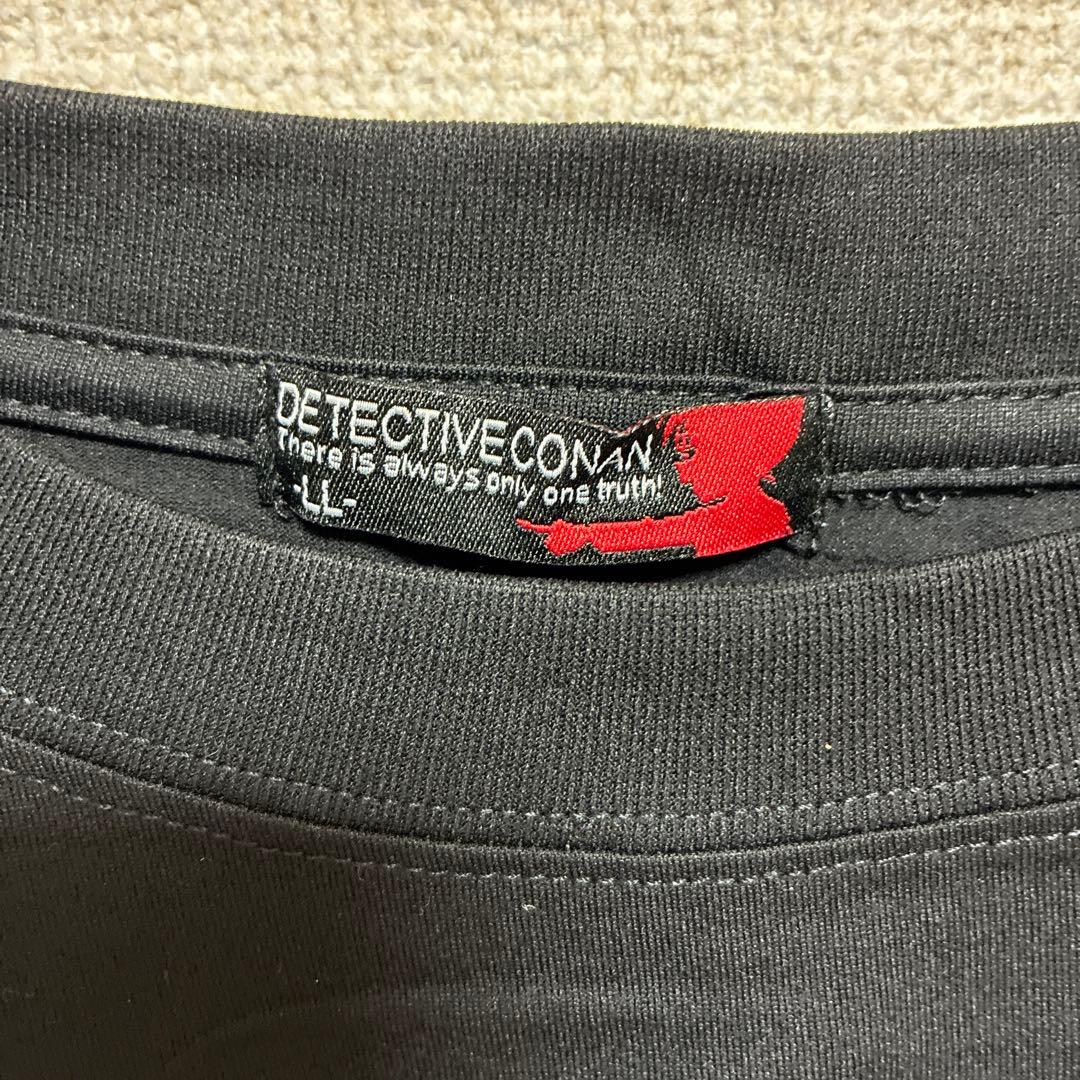 DETECTIVECONAN
There is always only one truth!
-LL-